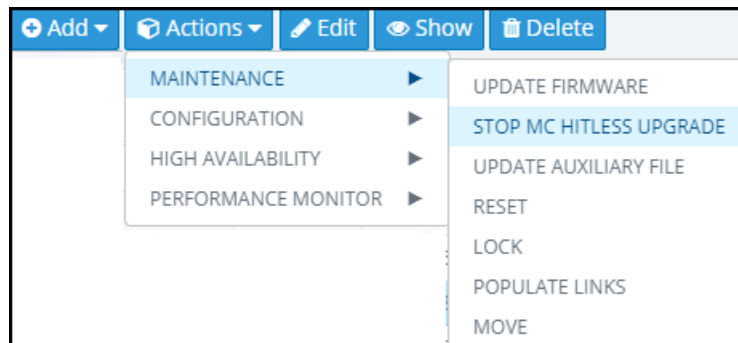 Add Actions Edit Show Delete
MAINTENANCE
CONFIGURATION
HIGH AVAILABILITY
PERFORMANCE MONITOR
UPDATE FIRMWARE
STOP MC HITLESS UPGRADE
UPDATE AUXILIARY FILE
RESET
LOCK
POPULATE LINKS
MOVE